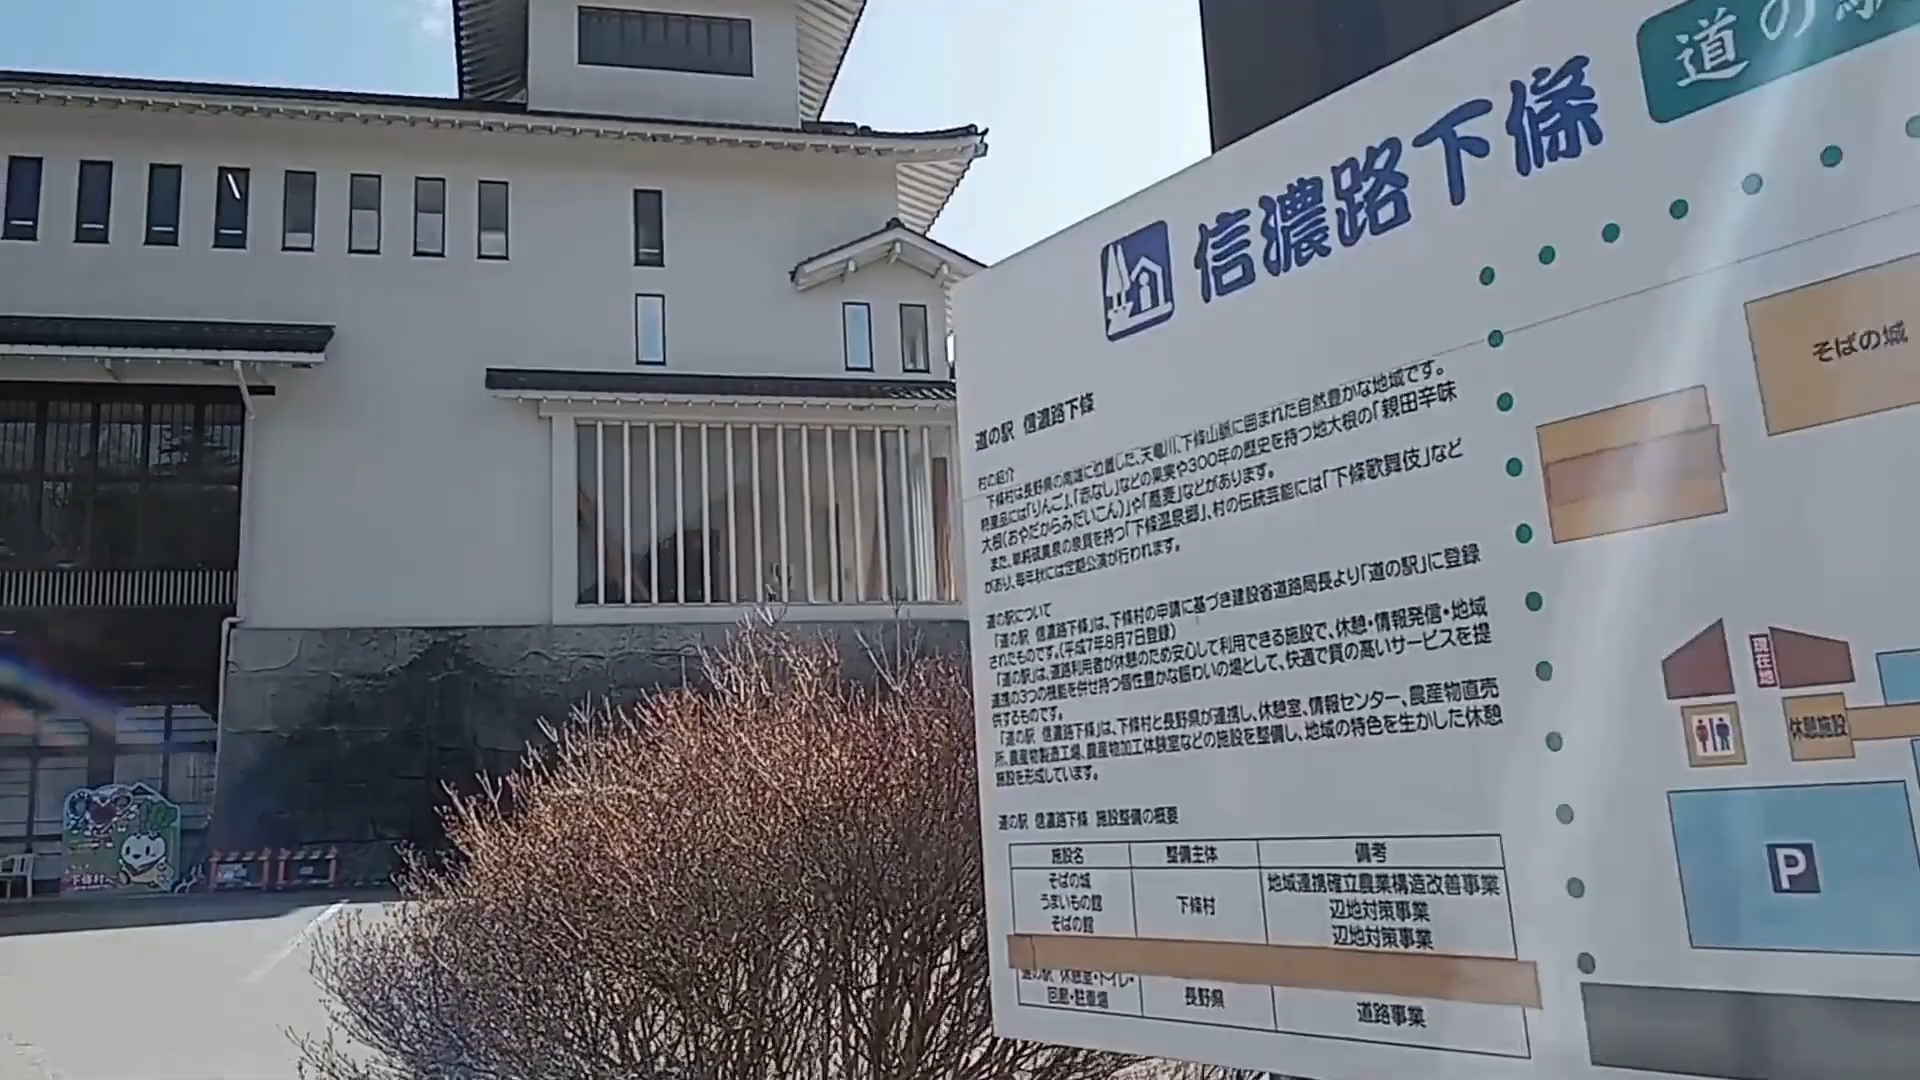 道の駅
信濃路下條
道の駅 信濃路下條
村の紹介
下條村は長野県の南端に位置した、天竜川、下條山脈に囲まれた自然豊かな地域です。
特産品には「りんご」、「赤なし」などの果実や300年の歴史を持つ地大根の「親田辛味
大根(おやだからみだいこん)」や「蕎麦」などがあります。
また、単純硫黄泉の泉質を持つ「下條温泉郷」、村の伝統芸能には「下條歌舞伎」など
があり、毎年秋には定期公演が行われます。
道の駅について
「道の駅 信濃路下條」は、下條村の申請に基づき建設省道路局長より「道の駅」に登録
されたものです。(平成7年8月7日登録)
「道の駅」は、道路利用者が休憩のため安心して利用できる施設で、休憩・情報発信・地域
連携の3つの機能を併せ持つ個性豊かな賑わいの場として、快適で質の高いサービスを提
供するものです。
「道の駅 信濃路下條」は、下條村と長野県が連携し、休憩室、情報センター、農産物直売
所、農産物製造工場、農産物加工体験室などの施設を整備し、地域の特色を生かした休憩
施設を形成しています。
道の駅 信濃路下條 施設整備の概要
施設名 整備主体 備考
そばの城 地域連携確立農業構造改善事業
うまいもの館 下條村 辺地対策事業
そばの館 辺地対策事業
道の駅 休憩室・トイレ・
回廊・駐車場 長野県 道路事業
そばの城
現在地
休憩施設
P
下條村